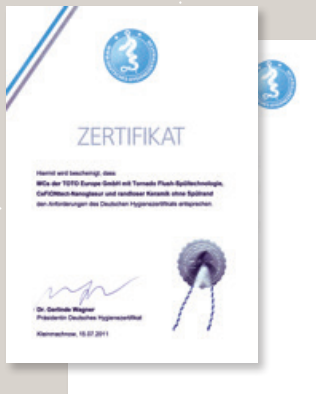 ZERTIFIKAT
Hiermit wird bescheinigt, dass
WCs der TOTO Europe GmbH mit Tornado Flush-Spültechnologie,
CeFiONtect-Nanoglasur und randloser Keramik ohne Spülrand
den Anforderungen des Deutschen Hygienezertifikats entsprechen.
Dr. Gerlinde Wagner
Präsidentin Deutsches Hygienezertifikat
Kleinmachnow, 15.07.2011